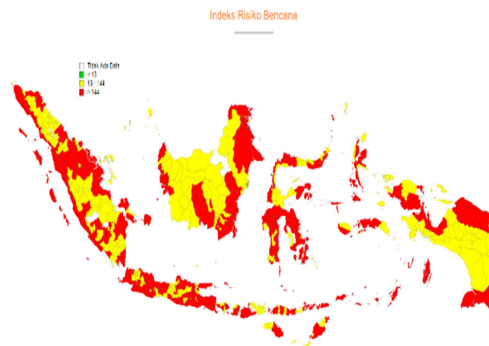 Indeks Risiko Bencana
Tidak Ada Data
< 13
13 - 144
> 144